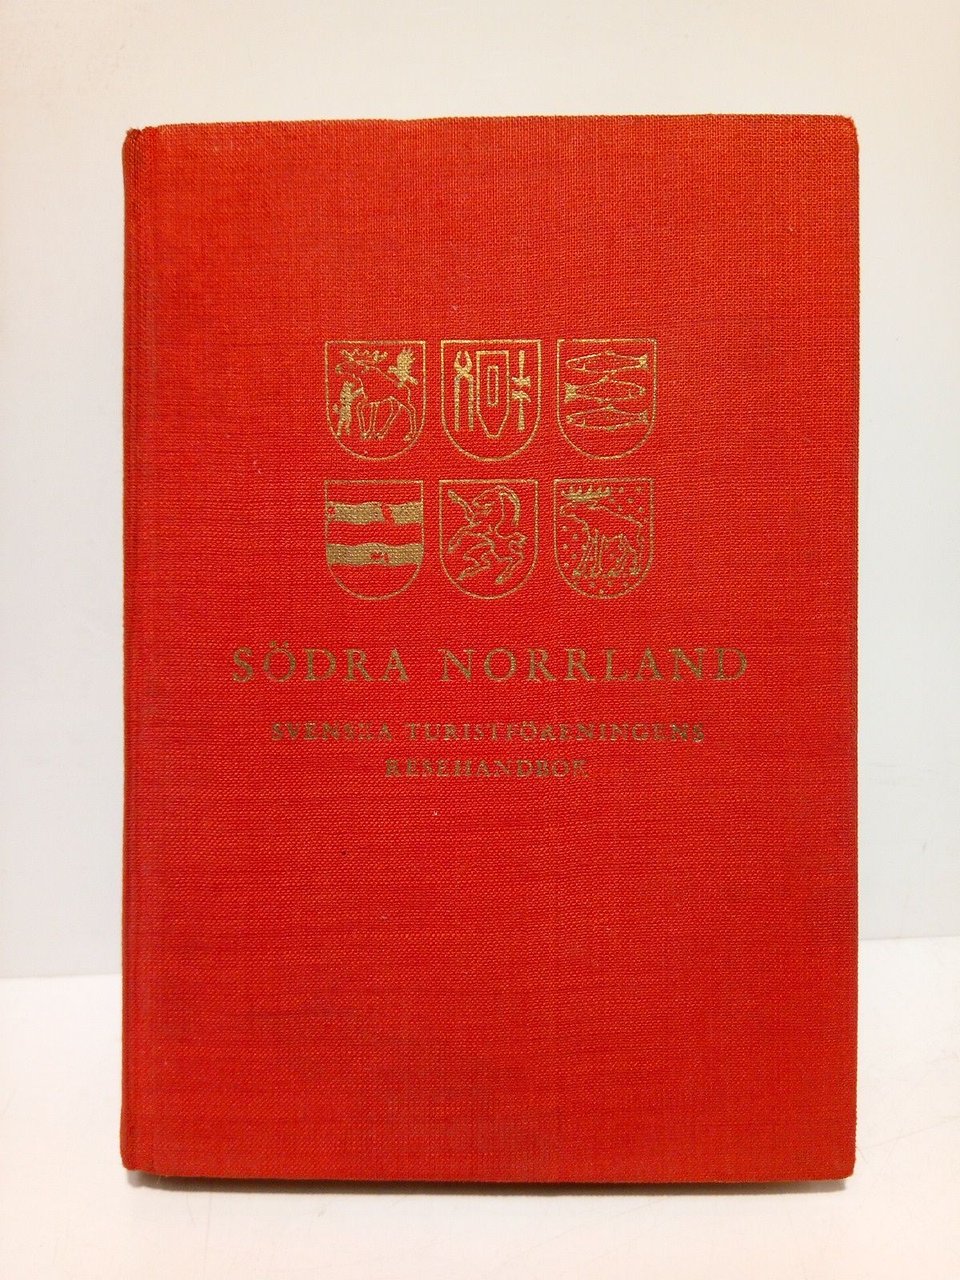 SÖDRA NORRLAND
SVENSKA TURISTFÖRENINGENS
RESEHANDBOK